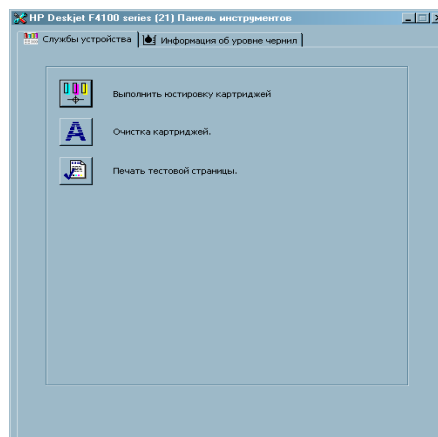 HP Deskjet F4100 series (21) Панель инструментов
Службы устройства Информация об уровне чернил
Выполнить юстировку картриджей
Очистка картриджей.
Печать тестовой страницы.